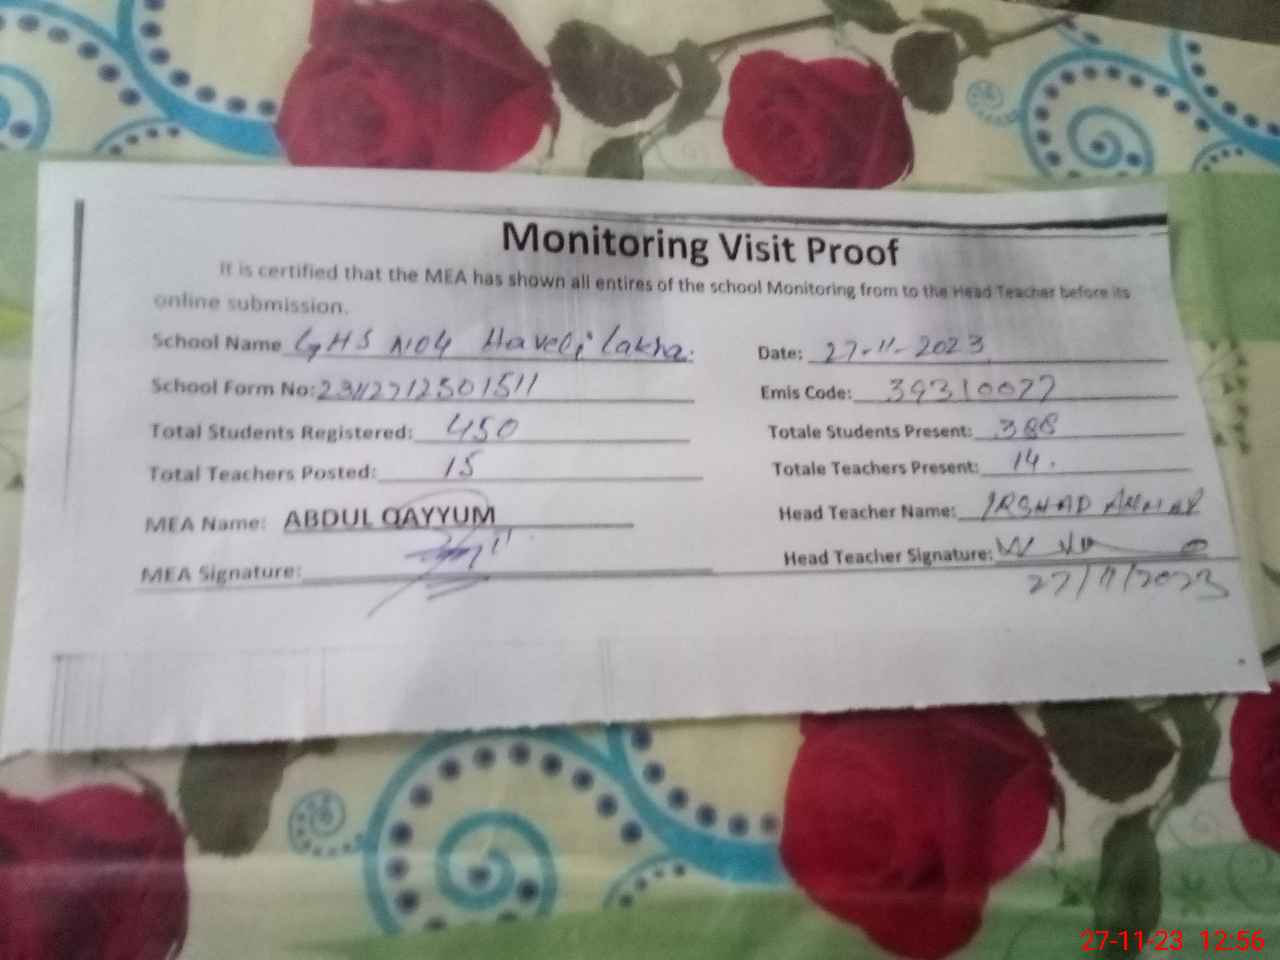 Monitoring Visit Proof
It is certified that the MEA has shown all entires of the school Monitoring from to the Head Teacher before its
online submission.
School Name GHS No4 Haveli Lakha.
Date: 27-11-2023
School Form No: 23112712501511
Emis Code: 39310077
Total Students Registered: 450
Totale Students Present: 388
Total Teachers Posted: 15
Totale Teachers Present: 14.
MEA Name: ABDUL QAYYUM
Head Teacher Name: IRSHAD
MEA Signature:
Head Teacher Signature:
27/11/2023
27-11-23 12:56